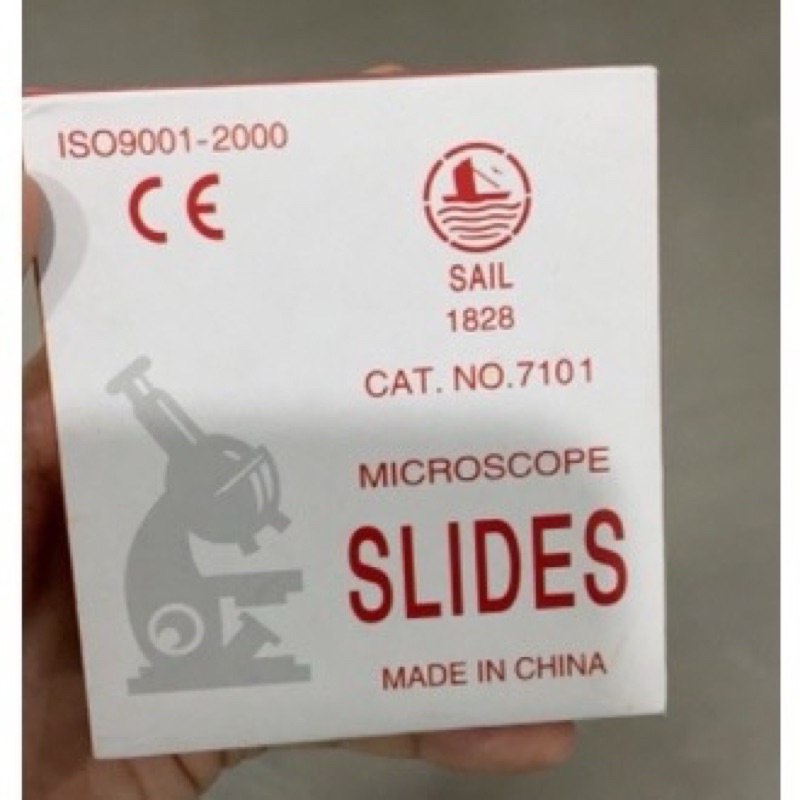 ISO9001-2000
CE
SAIL
1828
CAT. NO.7101
MICROSCOPE
SLIDES
MADE IN CHINA